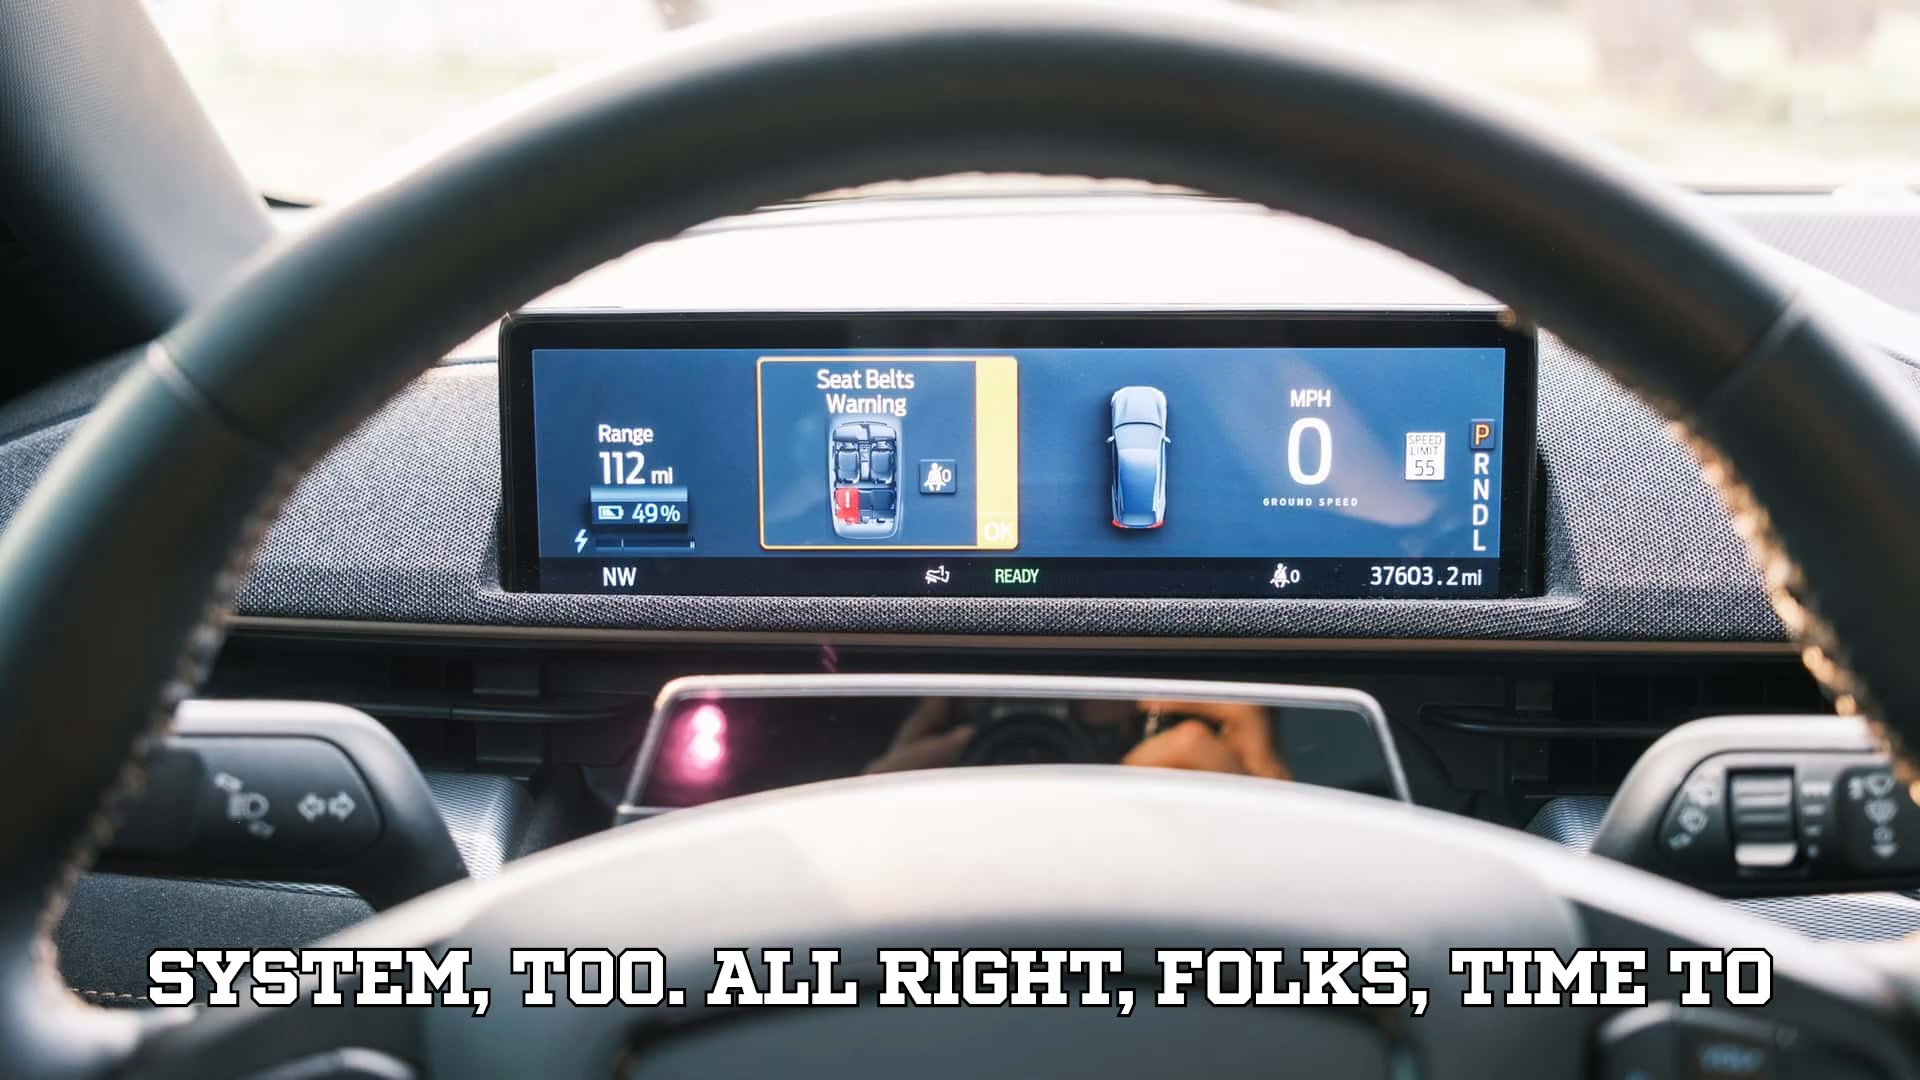 Seat Belts
Warning
Range
112 mi
49%
OK
MPH
0
GROUND SPEED
SPEED
LIMIT
55
P
R
N
D
L
NW
READY
37603.2 mi
SYSTEM, TOO. ALL RIGHT, FOLKS, TIME TO